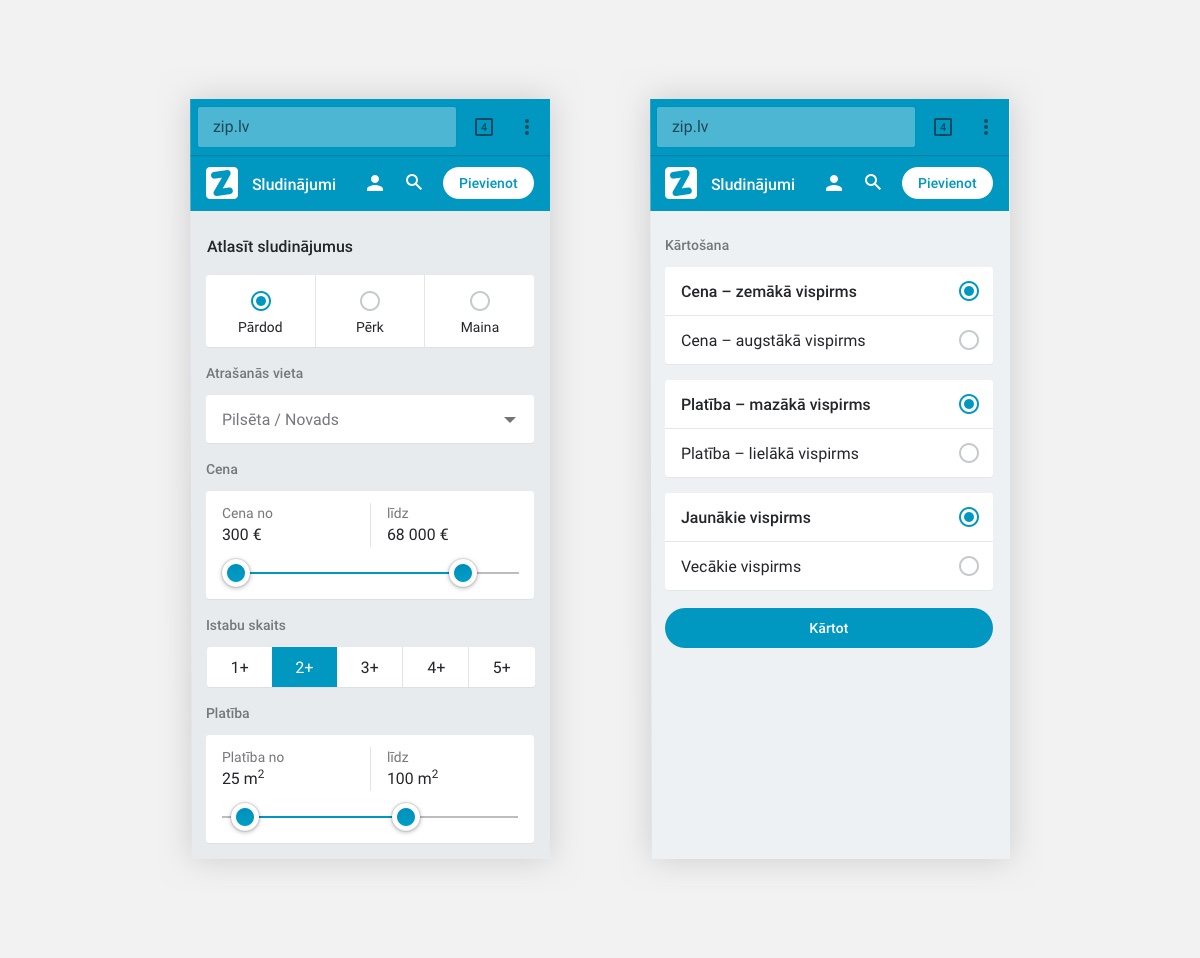 zip.lv
4
Z Sludinājumi Pievienot
Atlasīt sludinājumus
Pārdod Pērk Maina
Atrašanās vieta
Pilsēta / Novads
Cena
Cena no līdz
300 € 68 000 €
Istabu skaits
1+ 2+ 3+ 4+ 5+
Platība
Platība no līdz
25 m² 100 m²
zip.lv
4
Z Sludinājumi Pievienot
Kārtošana
Cena – zemākā vispirms
Cena – augstākā vispirms
Platība – mazākā vispirms
Platība – lielākā vispirms
Jaunākie vispirms
Vecākie vispirms
Kārtot